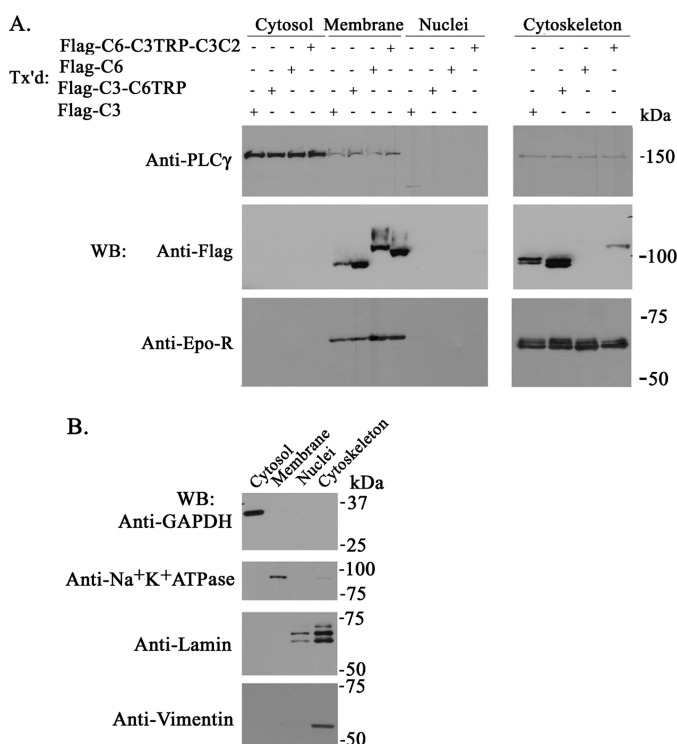 A.
Cytosol Membrane Nuclei Cytoskeleton
Flag-C6-C3TRP-C3C2 - - - + - - - + - - - + - - - +
Flag-C6 - - + - - - + - - - + - - - + -
Tx'd:
Flag-C3-C6TRP - + - - - + - - - + - - - + - -
Flag-C3 + - - - + - - - + - - - + - - -
kDa
Anti-PLCγ -150
WB: Anti-Flag -100
-75
Anti-Epo-R
-50
B.
Cytosol Membrane Nuclei Cytoskeleton
kDa
WB: -37
Anti-GAPDH
-25
Anti-Na+K+ATPase -100
-75
-75
Anti-Lamin
-50
-75
Anti-Vimentin
-50